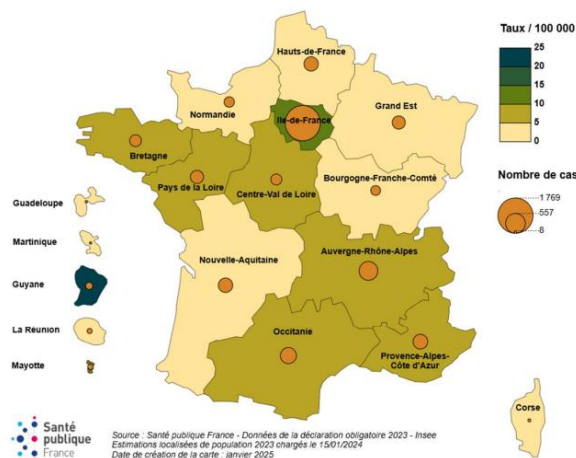 Taux / 100 000
25
20
15
10
5
0
Nombre de cas
1 769
557
8
Hauts-de-France
Normandie
Ile-de-France
Grand Est
Bretagne
Pays de la Loire
Centre-Val de Loire
Bourgogne-Franche-Comté
Guadeloupe
Martinique
Guyane
La Réunion
Mayotte
Nouvelle-Aquitaine
Auvergne-Rhône-Alpes
Occitanie
Provence-Alpes-
Côte d'Azur
Corse
Santé
publique
France
Source : Santé publique France - Données de la déclaration obligatoire 2023 - Insee
Estimations localisées de population 2023 chargés le 15/01/2024
Date de création de la carte : janvier 2025